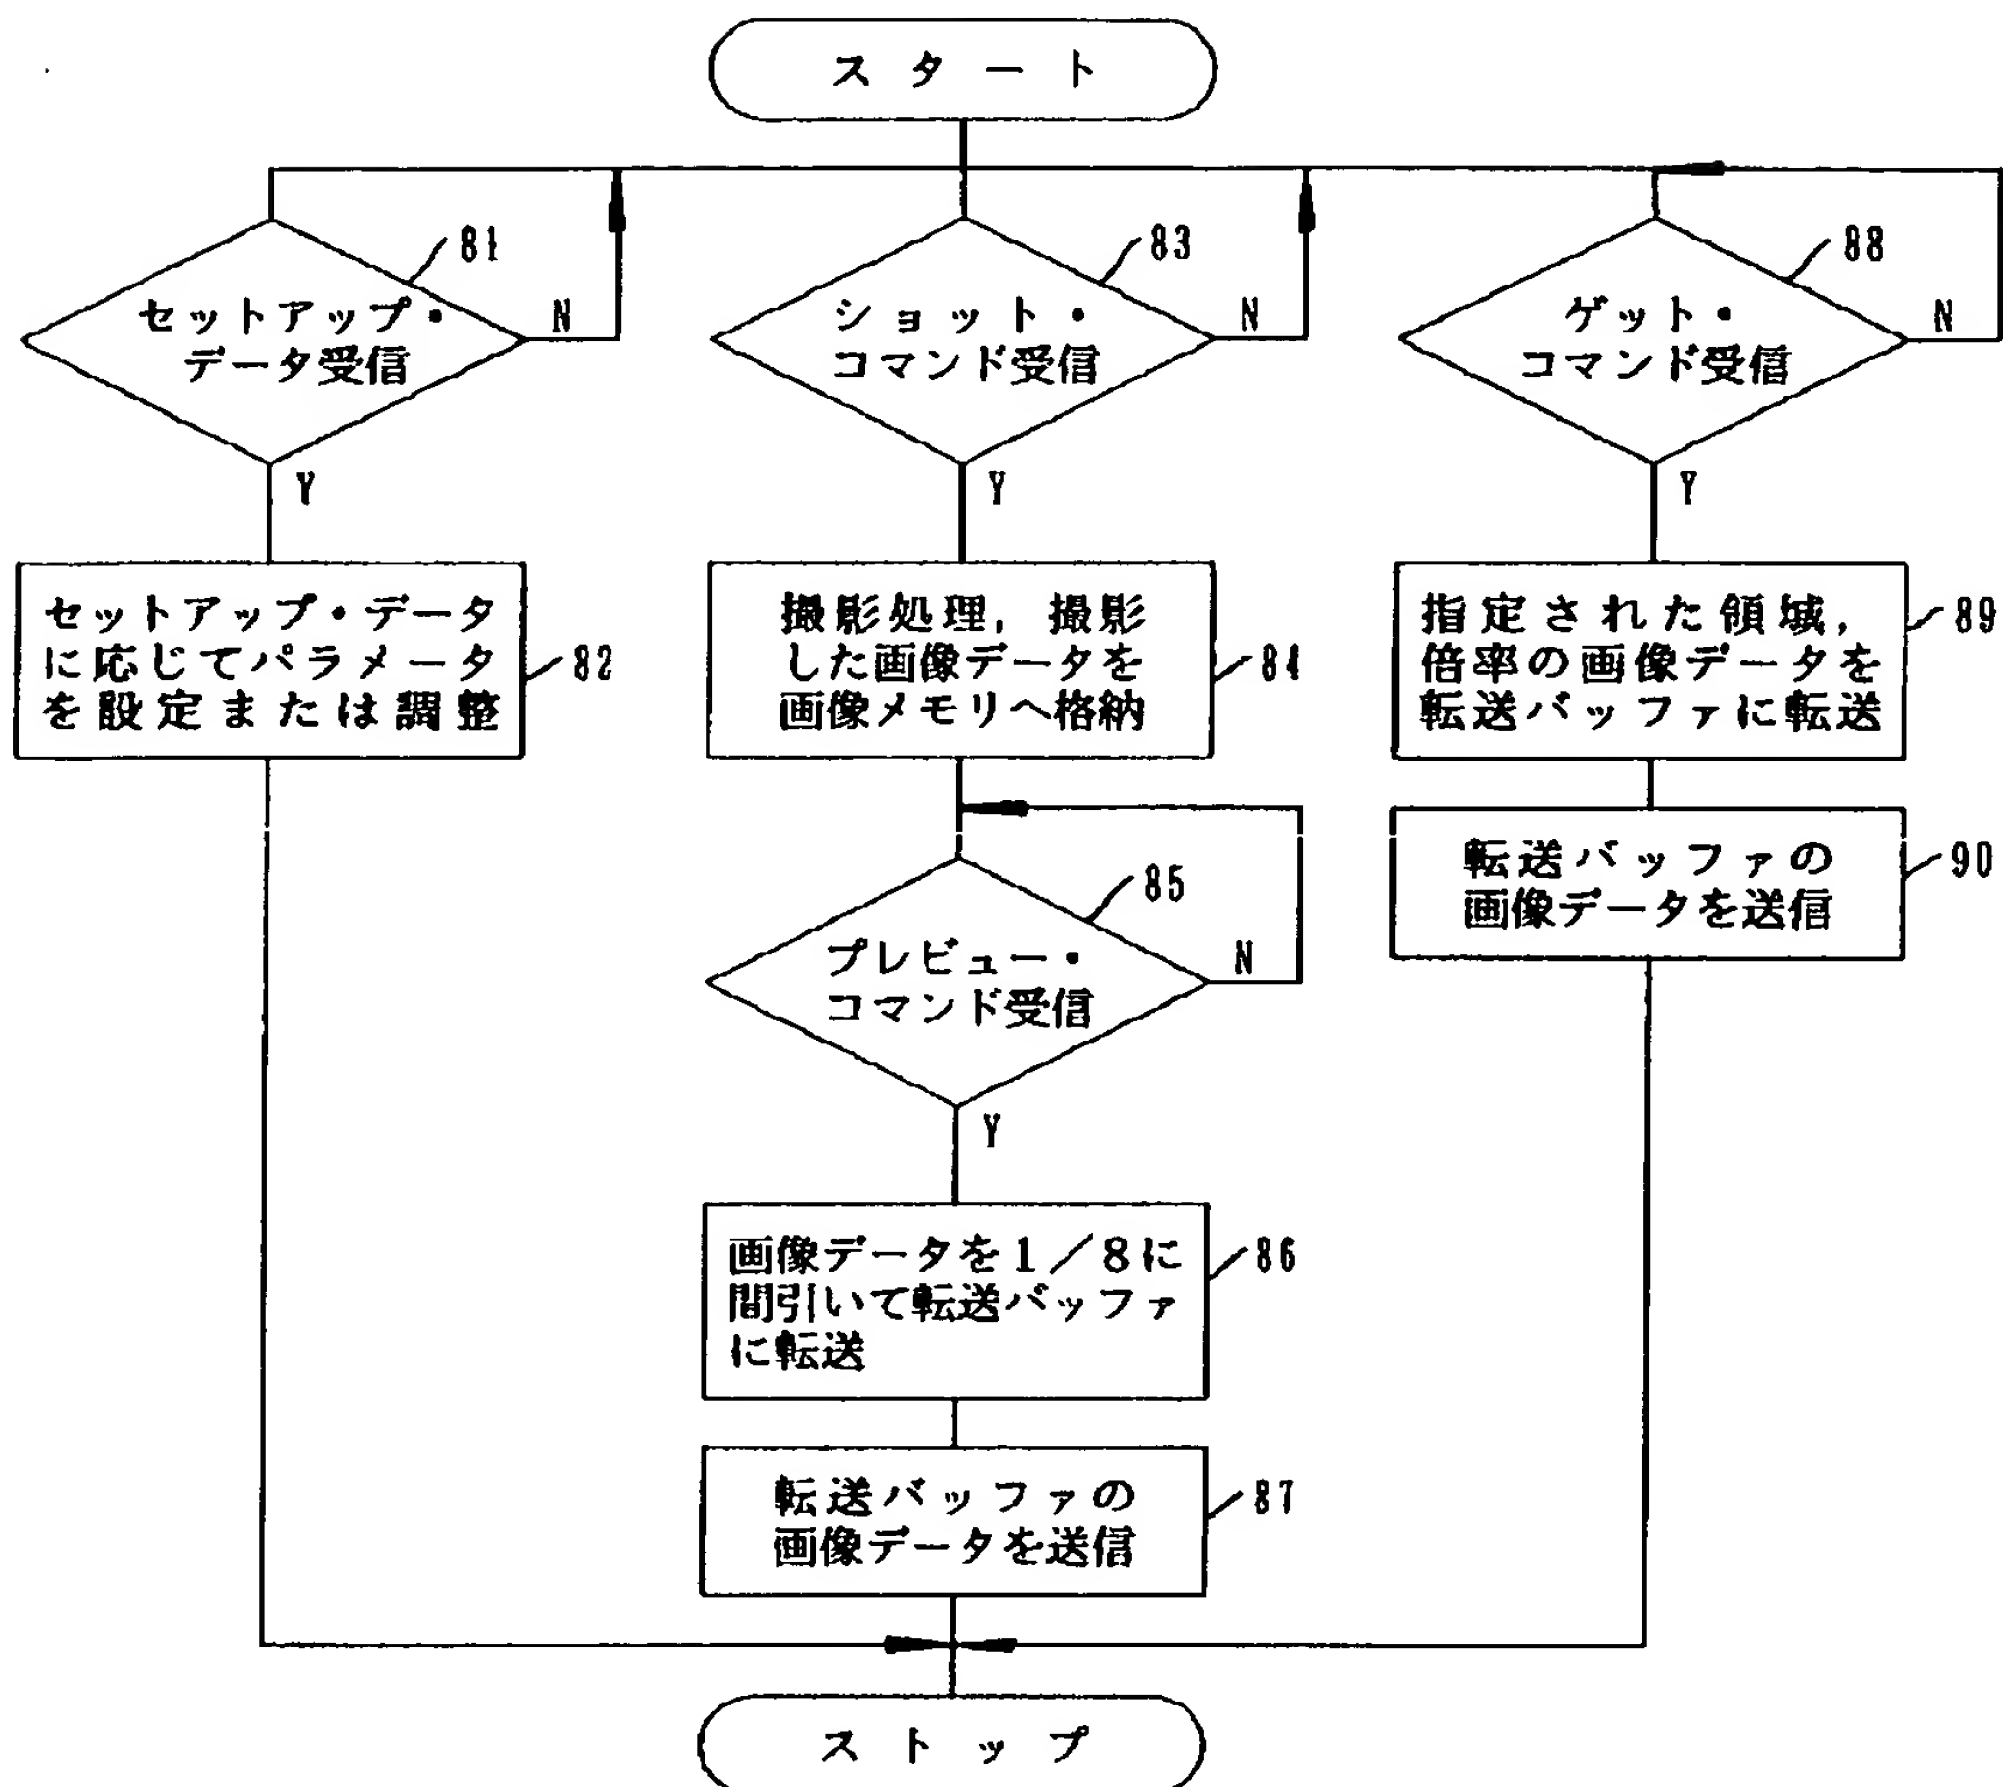 スタート
81
セットアップ・
データ受信
N
Y
セットアップ・データ
に応じてパラメータ
を設定または調整
82
83
ショット・
コマンド受信
N
Y
撮影処理，撮影
した画像データを
画像メモリへ格納
84
85
プレビュー・
コマンド受信
N
Y
画像データを1／8に
間引いて転送バッファ
に転送
86
転送バッファの
画像データを送信
87
88
ゲット・
コマンド受信
N
Y
指定された領域，
倍率の画像データを
転送バッファに転送
89
転送バッファの
画像データを送信
90
ストップ